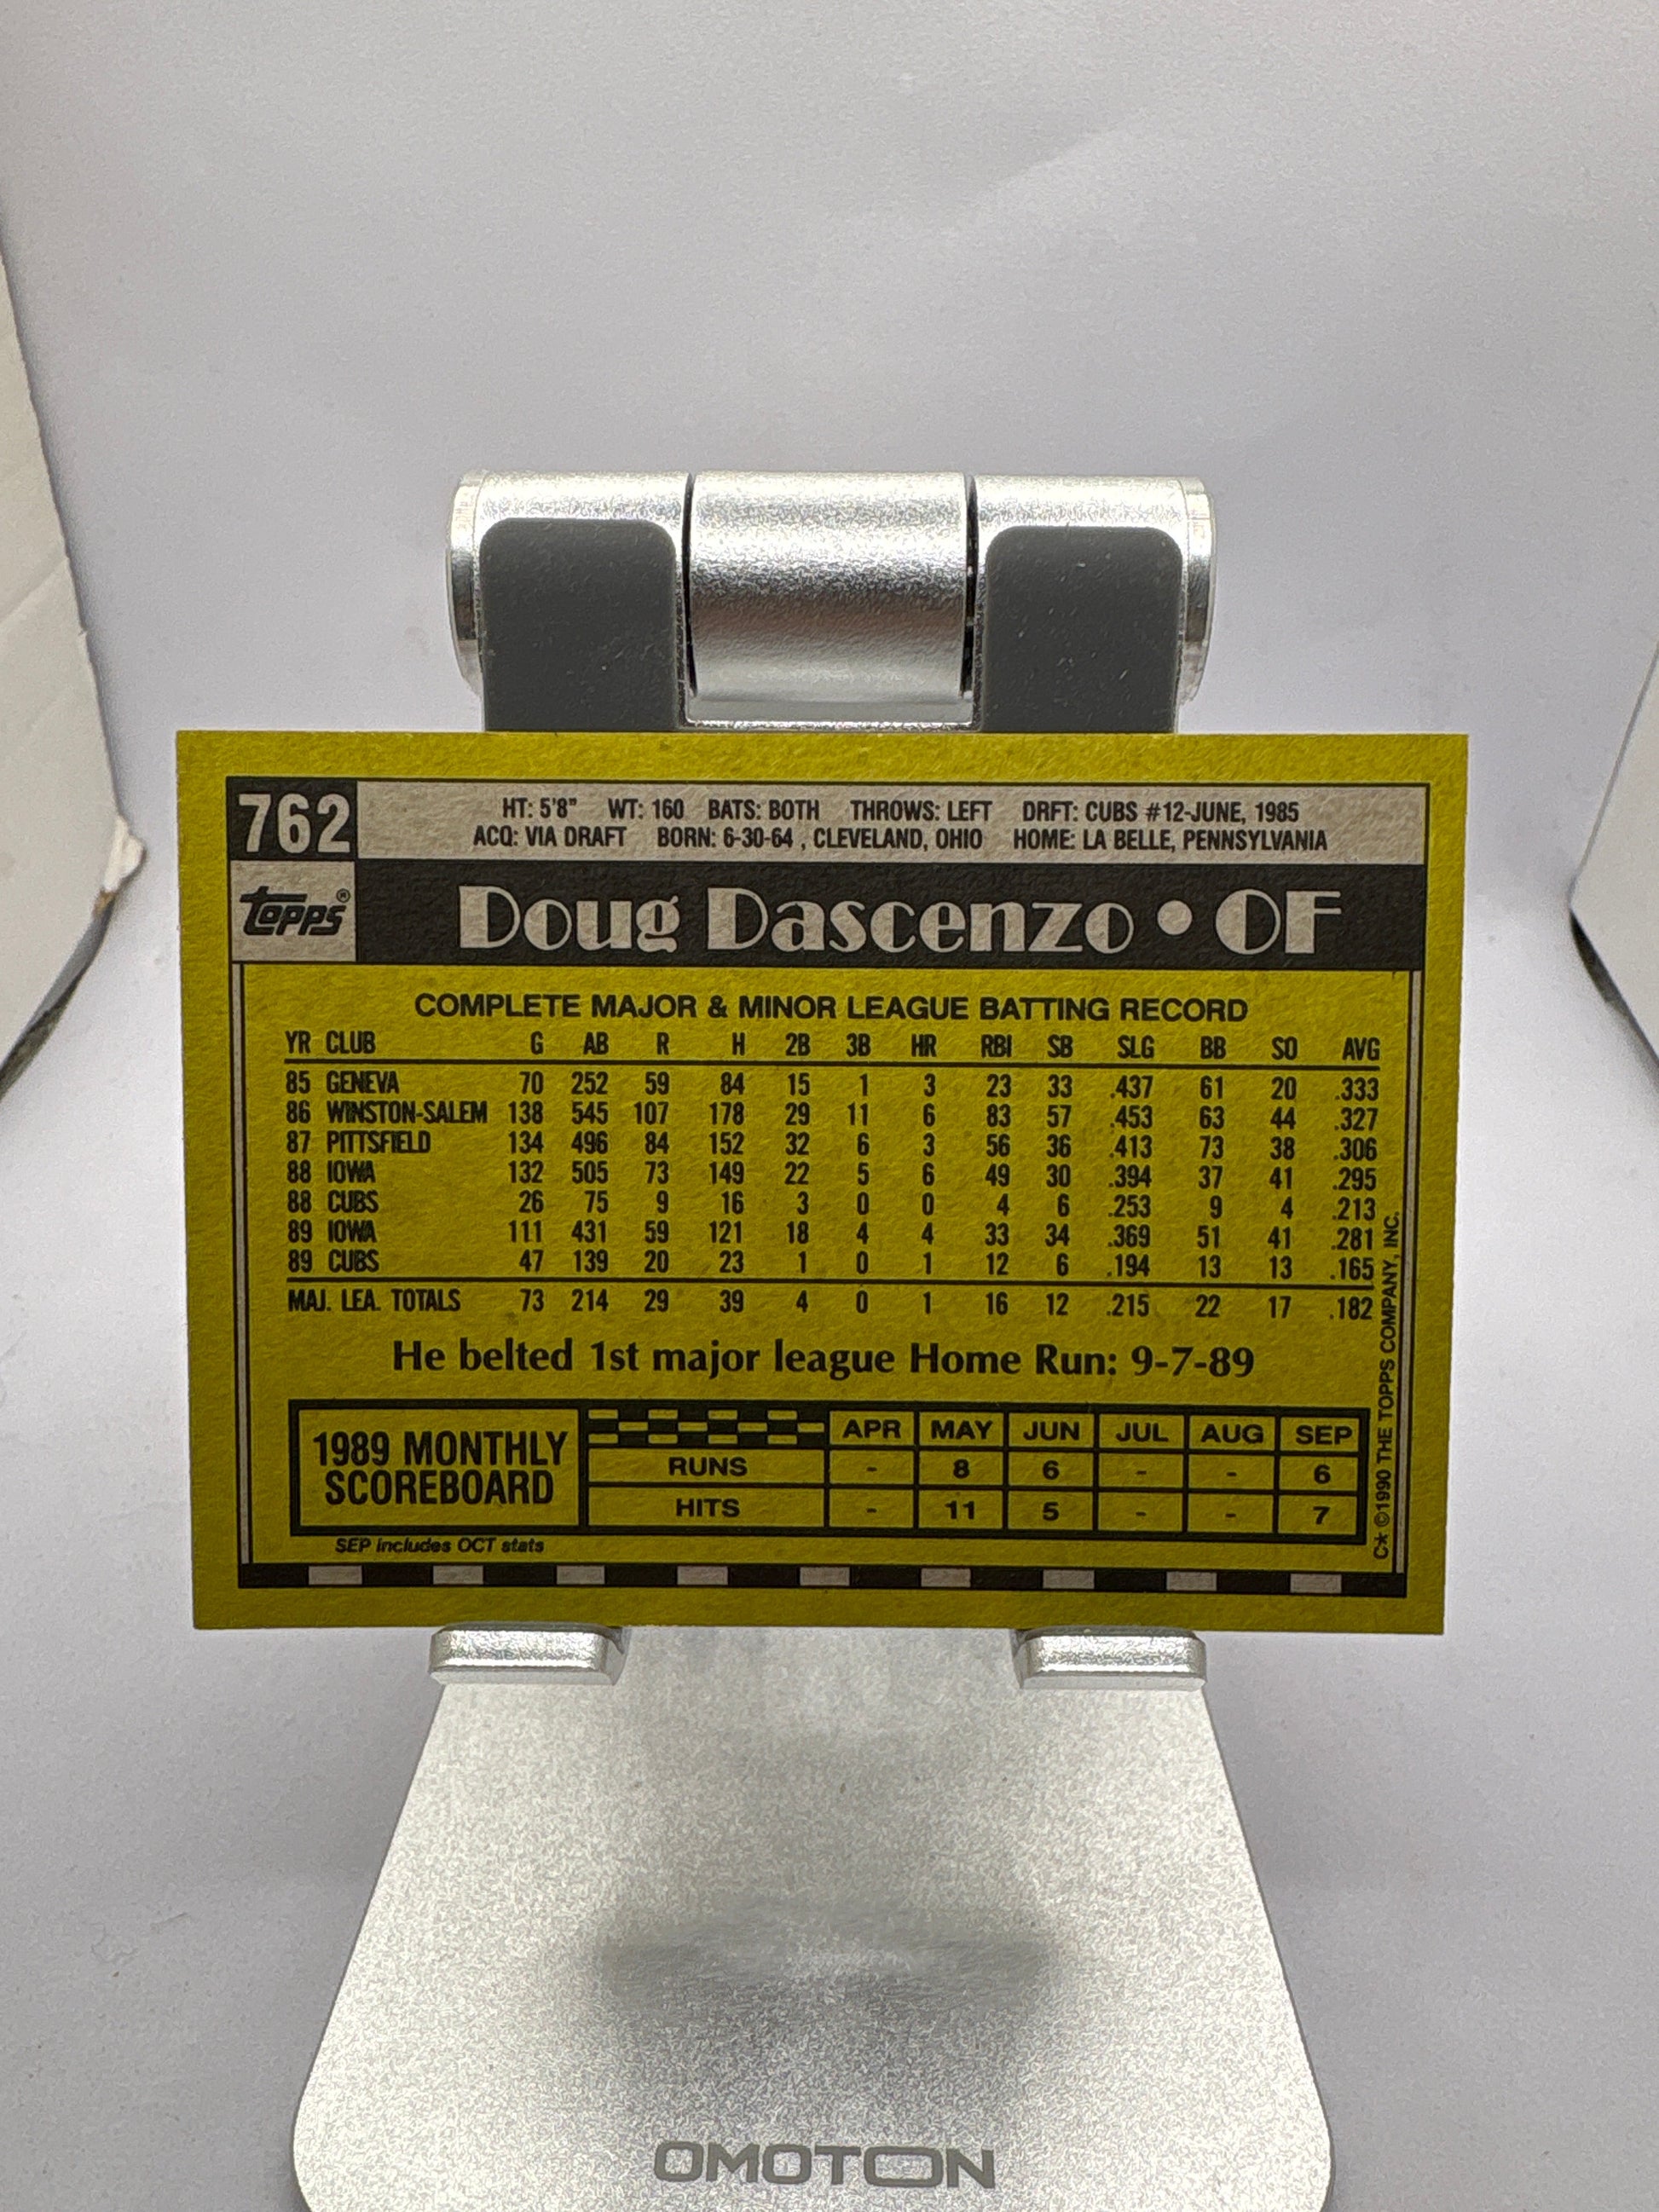 762
HT: 5'8" WT: 160 BATS: BOTH THROWS: LEFT DRFT: CUBS #12-JUNE, 1985
ACQ: VIA DRAFT BORN: 6-30-64 , CLEVELAND, OHIO HOME: LA BELLE, PENNSYLVANIA
topps®
Doug Dascenzo • OF
COMPLETE MAJOR & MINOR LEAGUE BATTING RECORD
YR CLUB G AB R H 2B 3B HR RBI SB SLG BB SO AVG
85 GENEVA 70 252 59 84 15 1 3 23 33 .437 61 20 .333
86 WINSTON-SALEM 138 545 107 178 29 11 6 83 57 .453 63 44 .327
87 PITTSFIELD 134 496 84 152 32 6 3 56 36 .413 73 38 .306
88 IOWA 132 505 73 149 22 5 6 49 30 .394 37 41 .295
88 CUBS 26 75 9 16 3 0 0 4 6 .253 9 4 .213
89 IOWA 111 431 59 121 18 4 4 33 34 .369 51 41 .281
89 CUBS 47 139 20 23 1 0 1 12 6 .194 13 13 .165
MAJ. LEA. TOTALS 73 214 29 39 4 0 1 16 12 .215 22 17 .182
He belted 1st major league Home Run: 9-7-89
1989 MONTHLY
SCOREBOARD
APR MAY JUN JUL AUG SEP
RUNS - 8 6 - - 6
HITS - 11 5 - - 7
SEP includes OCT stats
C* ©1990 THE TOPPS COMPANY, INC.
OMOTON